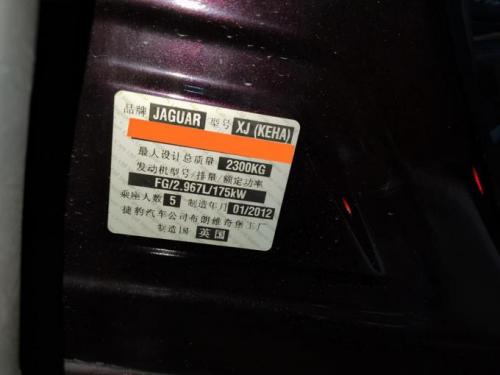 品牌 JAGUAR 型号 XJ (KEHA)
最大设计总质量 2300KG
发动机型号/排量/额定功率
FG/2.967L/175kW
乘座人数 5 制造年月 01/2012
捷豹汽车公司布朗维奇堡工厂
制造国 英国